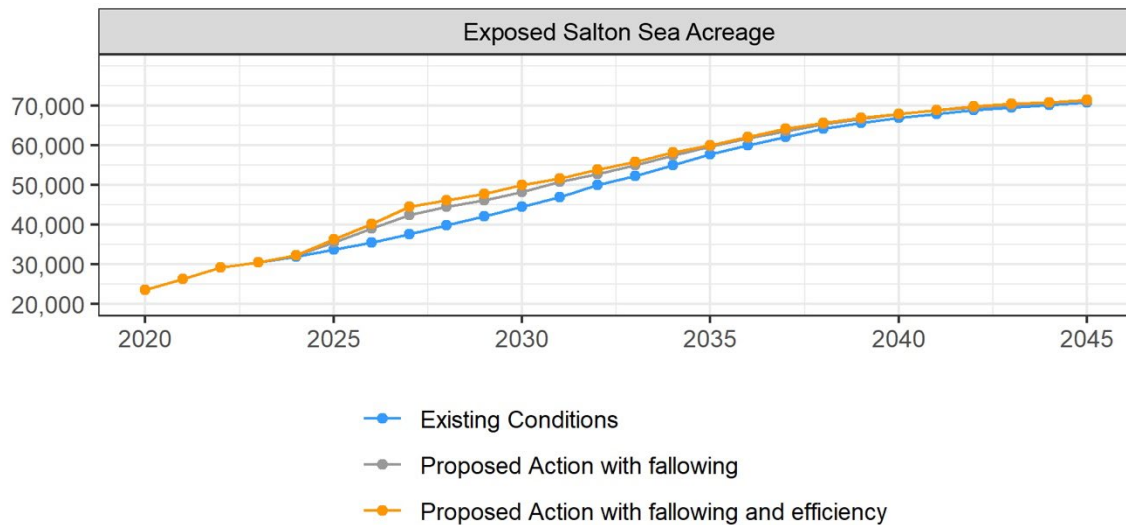 Exposed Salton Sea Acreage
70,000
60,000
50,000
40,000
30,000
20,000
2020 2025 2030 2035 2040 2045
Existing Conditions
Proposed Action with fallowing
Proposed Action with fallowing and efficiency